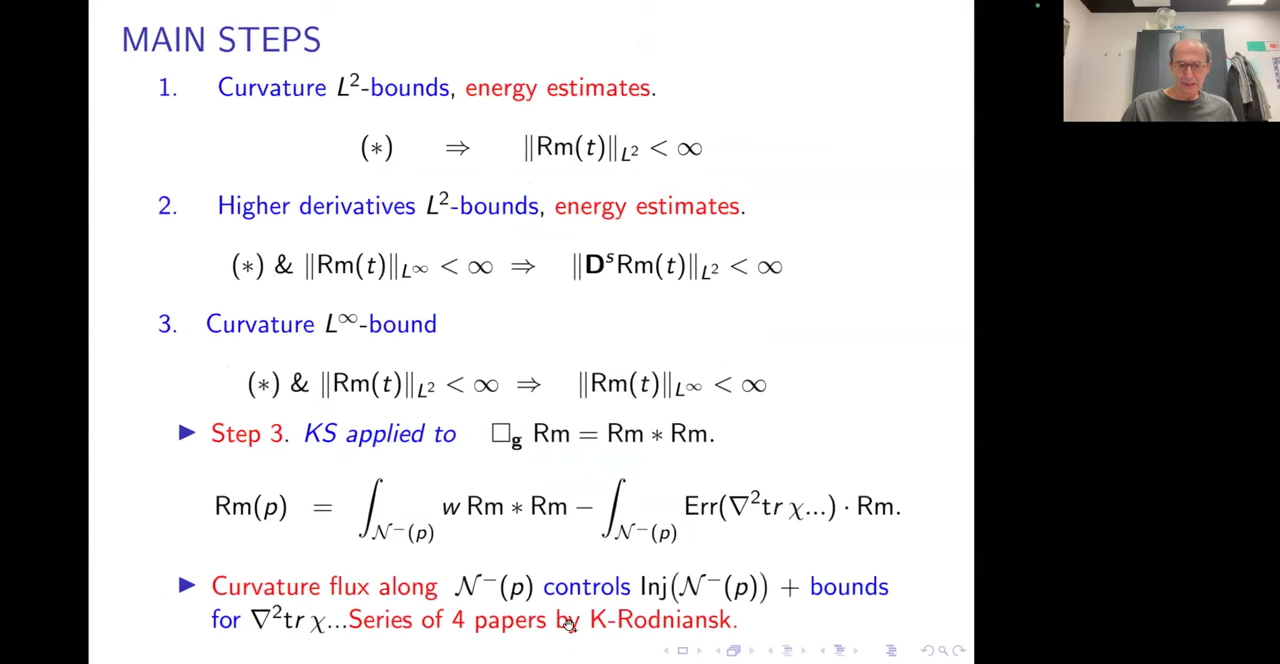 MAIN STEPS
1. Curvature L²-bounds, energy estimates.
(∗) ⇒ ‖Rm(t)‖_{L²} < ∞
2. Higher derivatives L²-bounds, energy estimates.
(∗) & ‖Rm(t)‖_{L∞} < ∞ ⇒ ‖D^s Rm(t)‖_{L²} < ∞
3. Curvature L^∞-bound
(∗) & ‖Rm(t)‖_{L²} < ∞ ⇒ ‖Rm(t)‖_{L∞} < ∞
▶ Step 3. KS applied to □_g Rm = Rm ∗ Rm.
Rm(p) = ∫_{𝒩⁻(p)} w Rm ∗ Rm − ∫_{𝒩⁻(p)} Err(∇²tr χ...) · Rm.
▶ Curvature flux along 𝒩⁻(p) controls Inj(𝒩⁻(p)) + bounds
for ∇²tr χ...Series of 4 papers by K-Rodniansk.